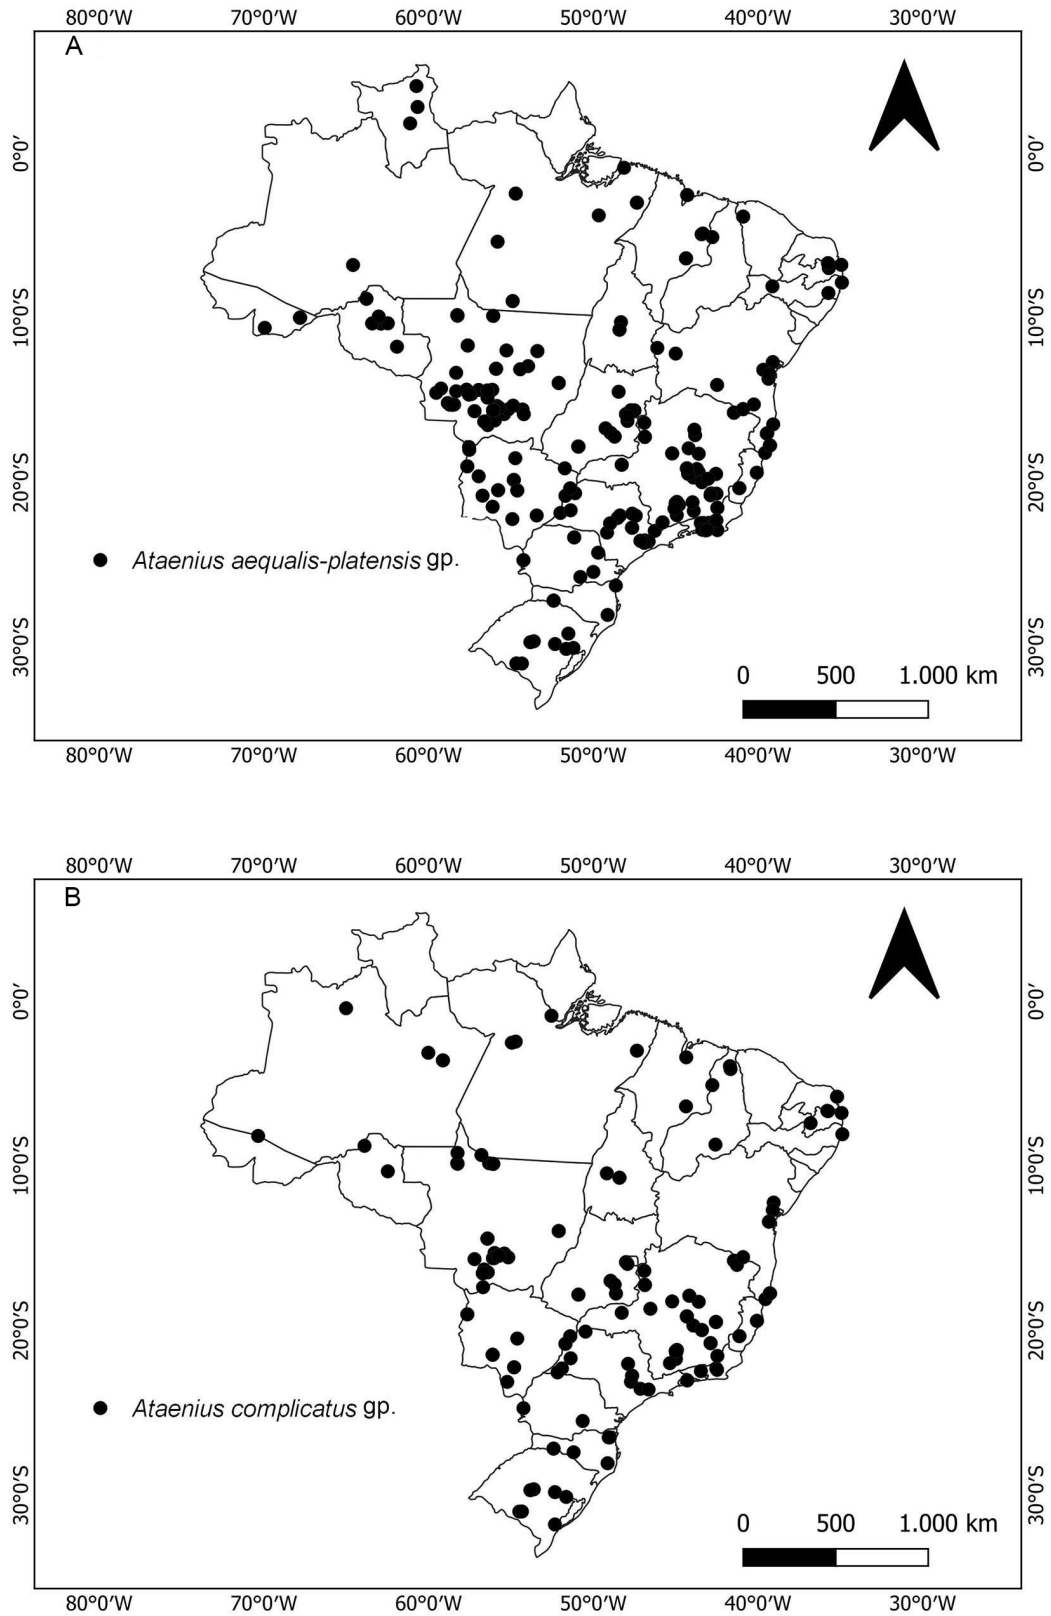 80°0′W 70°0′W 60°0′W 50°0′W 40°0′W 30°0′W
A
0°0′ 0°0′
10°0′S 10°0′S
20°0′S 20°0′S
Ataenius aequalis-platensis gp.
30°0′S 30°0′S
0 500 1.000 km
80°0′W 70°0′W 60°0′W 50°0′W 40°0′W 30°0′W
80°0′W 70°0′W 60°0′W 50°0′W 40°0′W 30°0′W
B
0°0′ 0°0′
10°0′S 10°0′S
20°0′S 20°0′S
Ataenius complicatus gp.
30°0′S 30°0′S
0 500 1.000 km
80°0′W 70°0′W 60°0′W 50°0′W 40°0′W 30°0′W